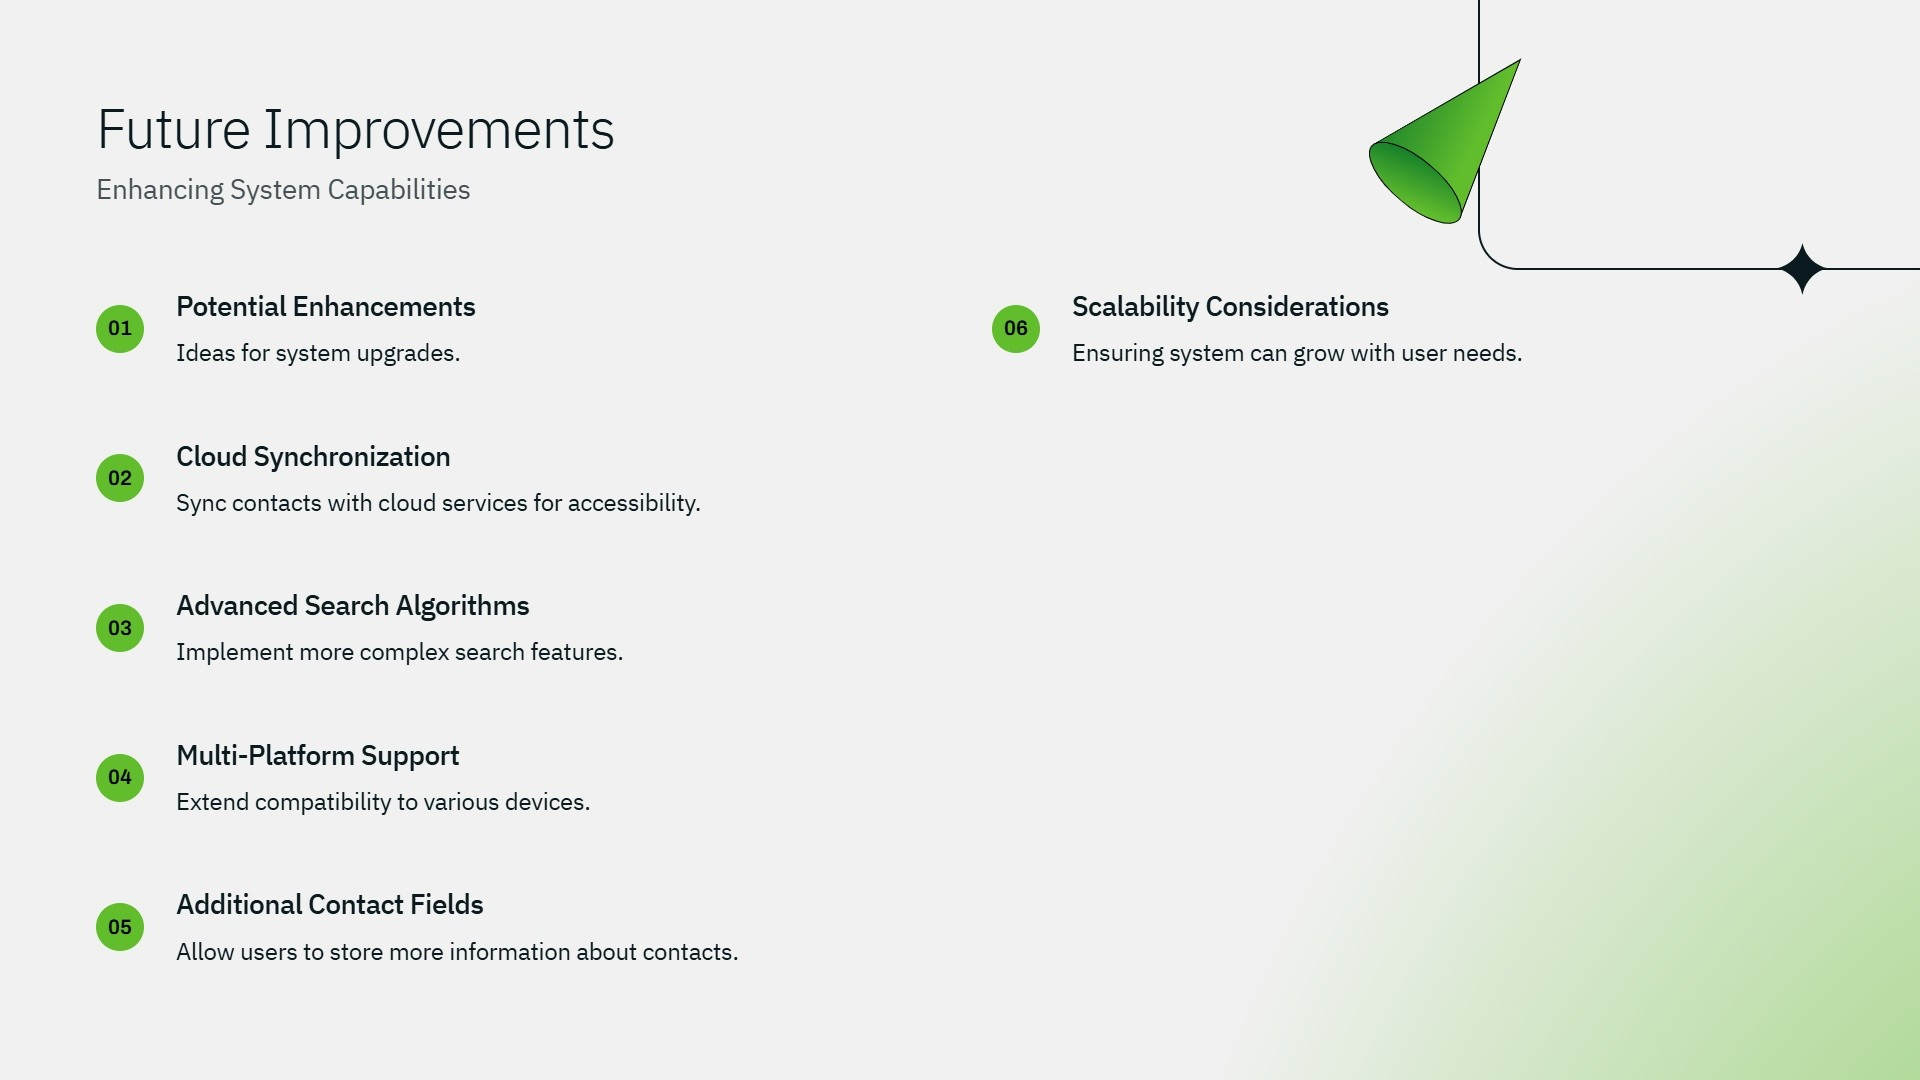 Future Improvements
Enhancing System Capabilities
01
Potential Enhancements
Ideas for system upgrades.
02
Cloud Synchronization
Sync contacts with cloud services for accessibility.
03
Advanced Search Algorithms
Implement more complex search features.
04
Multi-Platform Support
Extend compatibility to various devices.
05
Additional Contact Fields
Allow users to store more information about contacts.
06
Scalability Considerations
Ensuring system can grow with user needs.